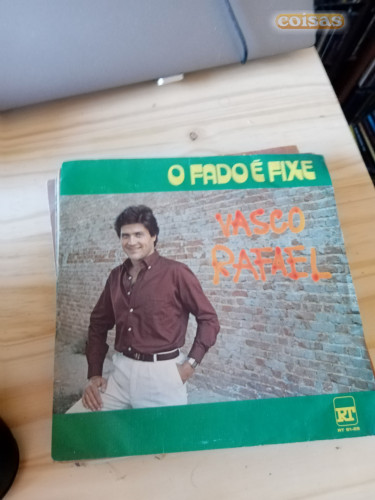 coisas
O FADO É FIXE
VASCO
RAFAEL
RT